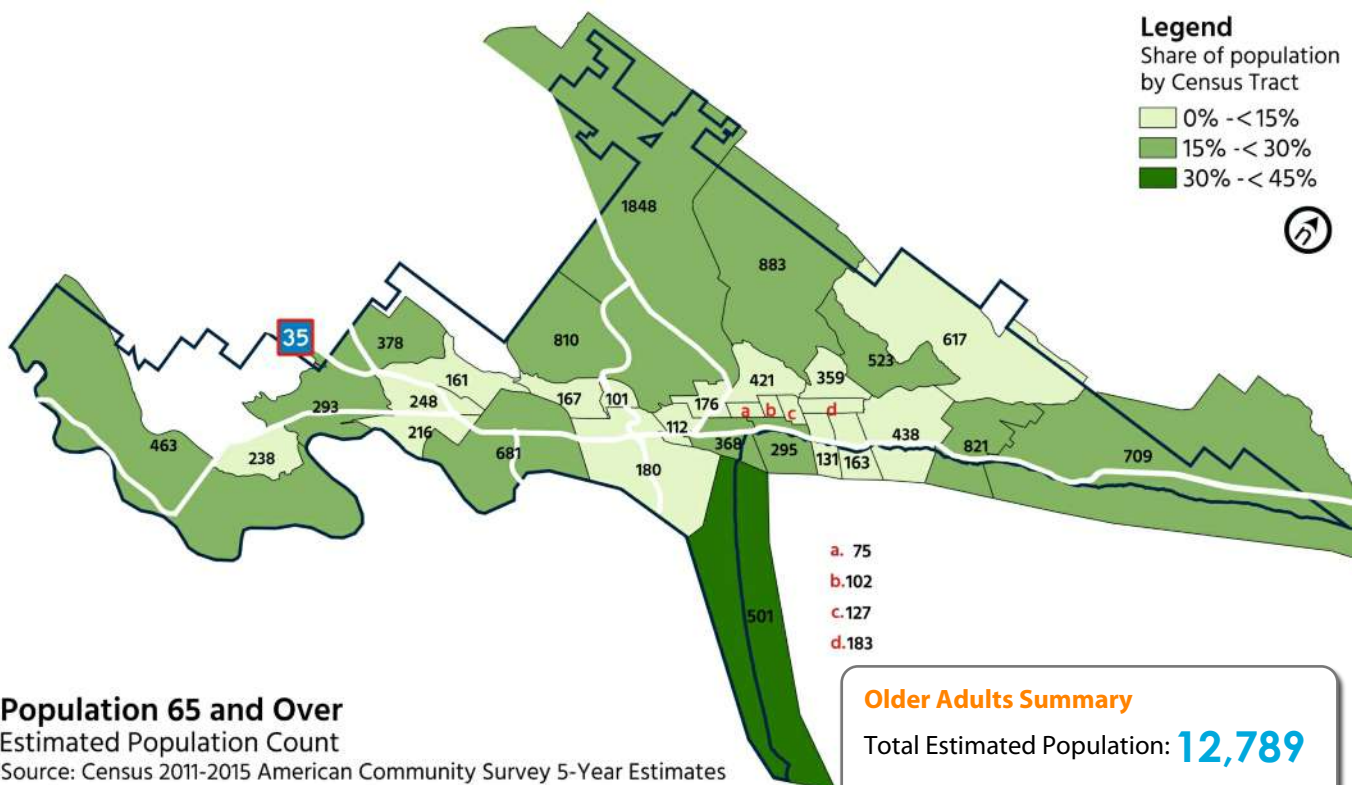 Legend
Share of population
by Census Tract
0% -<15%
15% -< 30%
30% -< 45%
n
1848
883
617
523
35
378
810
161
421
359
167
101
176
248
293
a
b
c
d
216
112
438
463
238
681
180
368
295
131
163
821
709
a. 75
b.102
c.127
d.183
501
Population 65 and Over
Estimated Population Count
Source: Census 2011-2015 American Community Survey 5-Year Estimates
Older Adults Summary
Total Estimated Population: 12,789